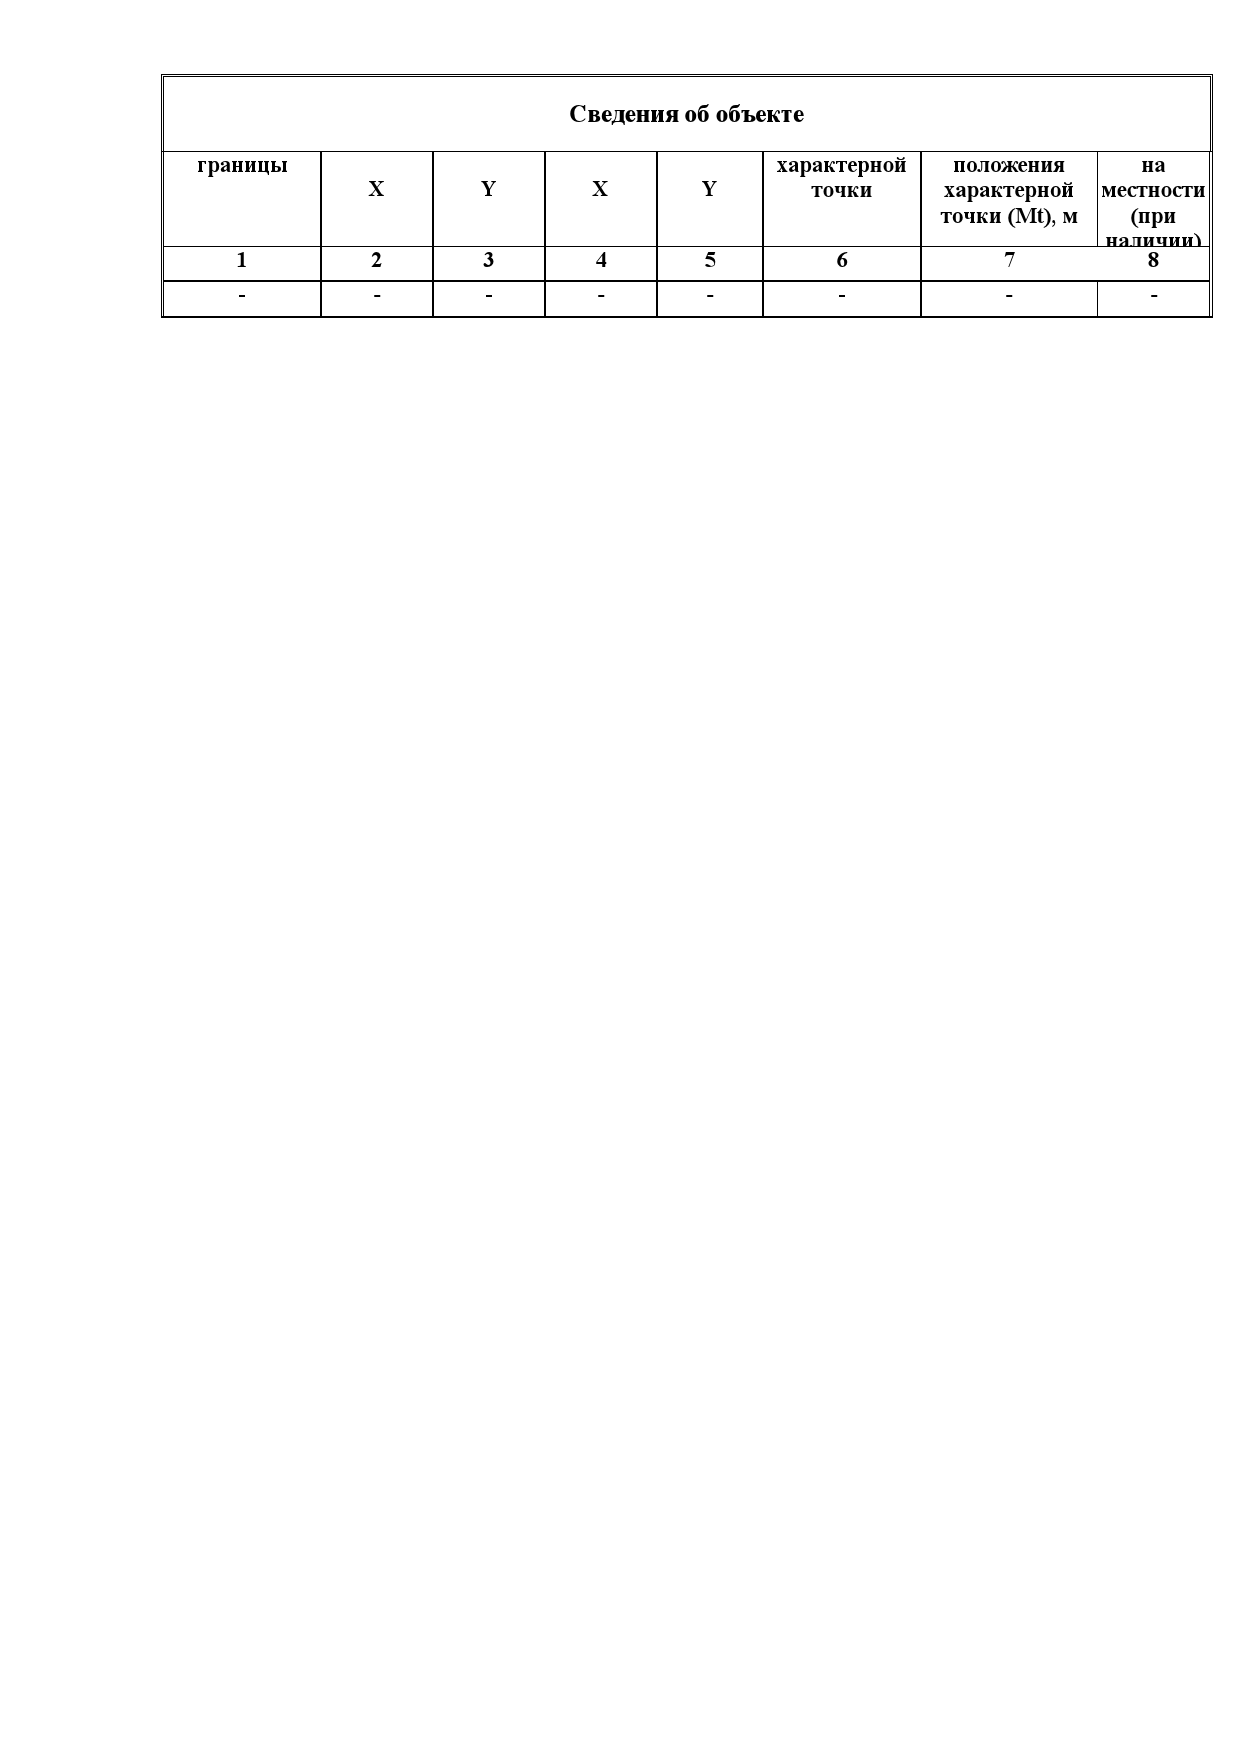 Сведения об объекте
границы X Y X Y характерной точки положения характерной точки (Mt), м на местности (при наличии)
1 2 3 4 5 6 7 8
- - - - - - - -